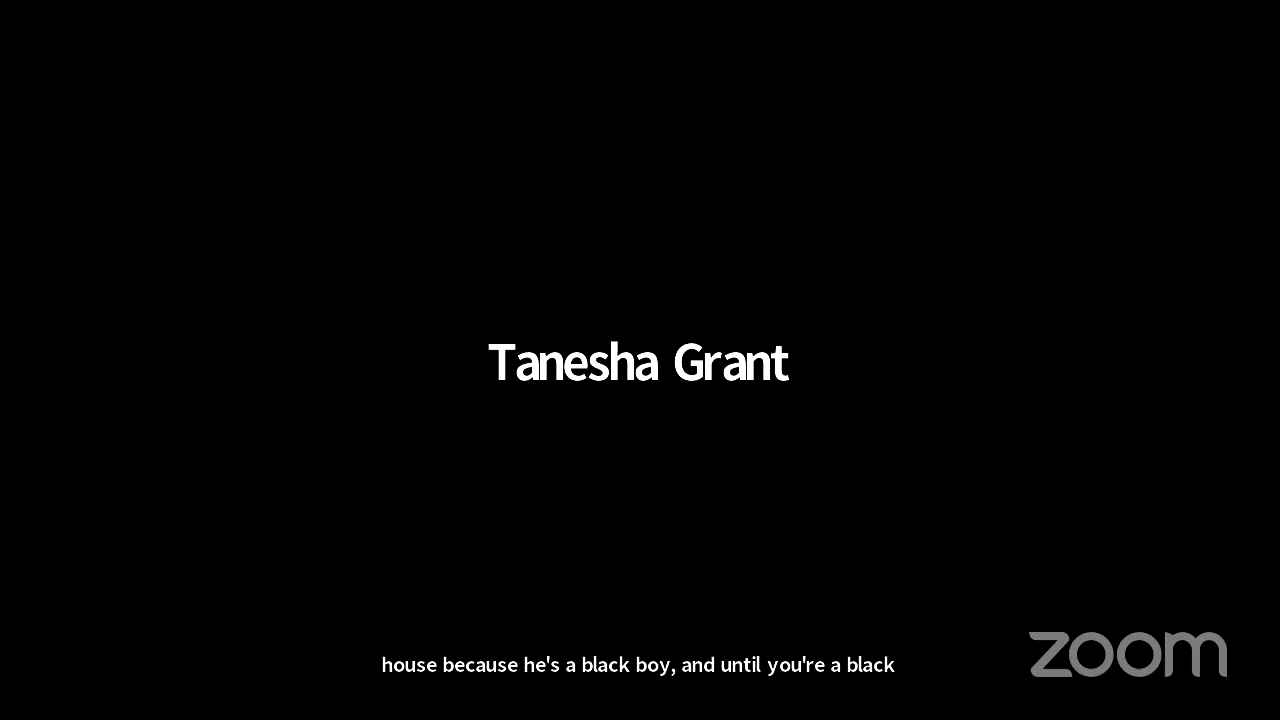 Tanesha Grant
house because he's a black boy, and until you're a black
zoom